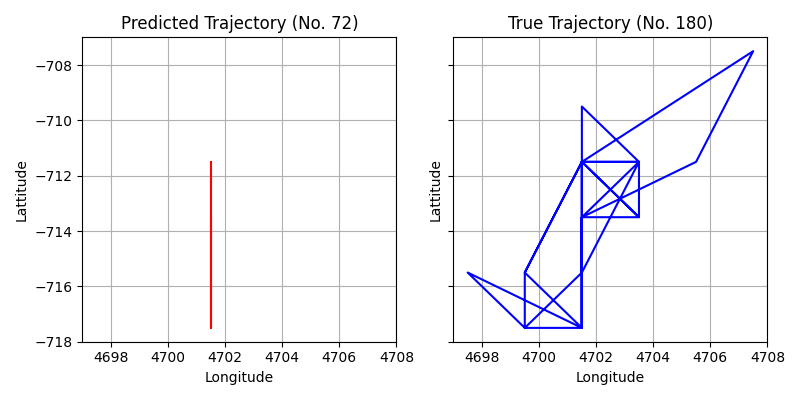 Predicted Trajectory (No. 72)
True Trajectory (No. 180)
Lattitude
−708
−710
−712
−714
−716
−718
4698 4700 4702 4704 4706 4708
Longitude
Lattitude
4698 4700 4702 4704 4706 4708
Longitude